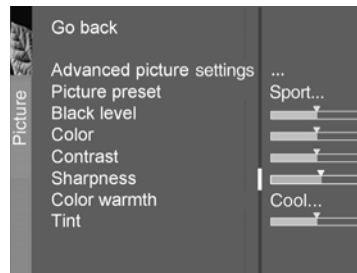 Picture
Go back
Advanced picture settings ...
Picture preset Sport...
Black level
Color
Contrast
Sharpness
Color warmth Cool...
Tint